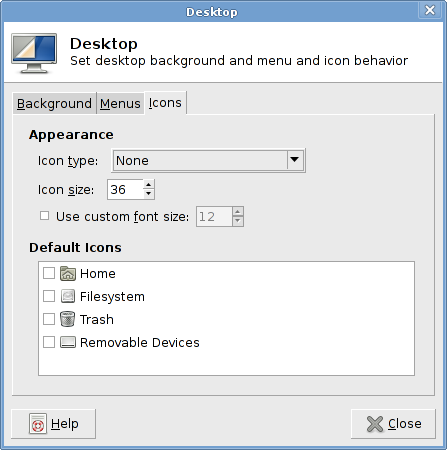 Desktop
Desktop
Set desktop background and menu and icon behavior
Background Menus Icons
Appearance
Icon type: None
Icon size: 36
Use custom font size: 12
Default Icons
Home
Filesystem
Trash
Removable Devices
Help Close